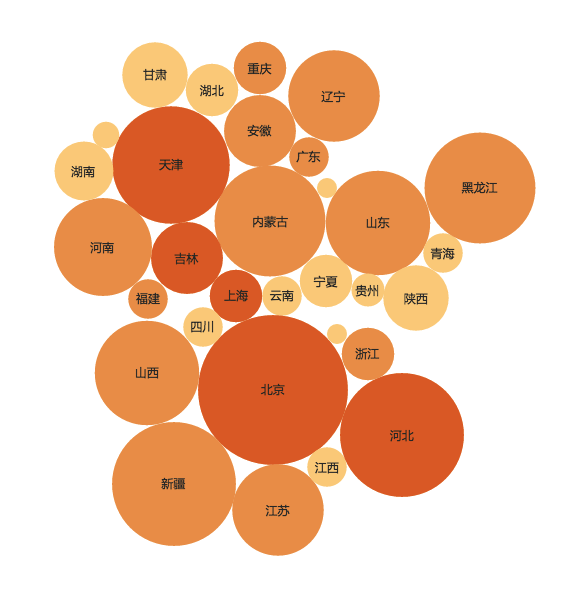 重庆
甘肃
湖北
辽宁
安徽
广东
天津
湖南
黑龙江
内蒙古
山东
河南
青海
吉林
宁夏
贵州
云南
上海
福建
陕西
四川
浙江
山西
北京
河北
江西
新疆
江苏